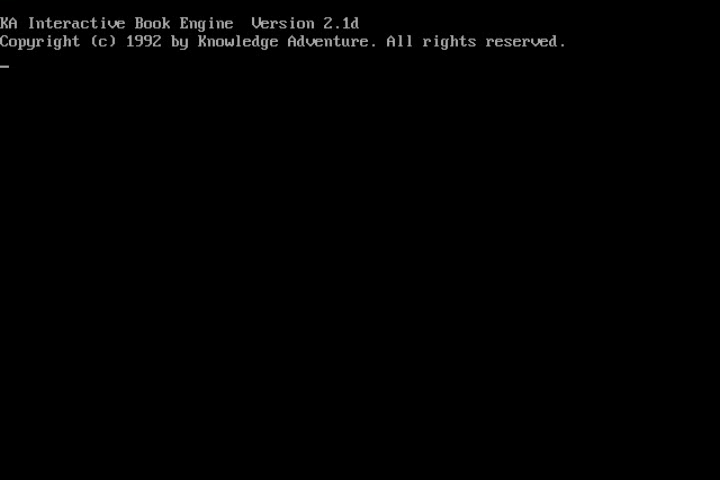 KA Interactive Book Engine  Version 2.1d
Copyright (c) 1992 by Knowledge Adventure. All rights reserved.